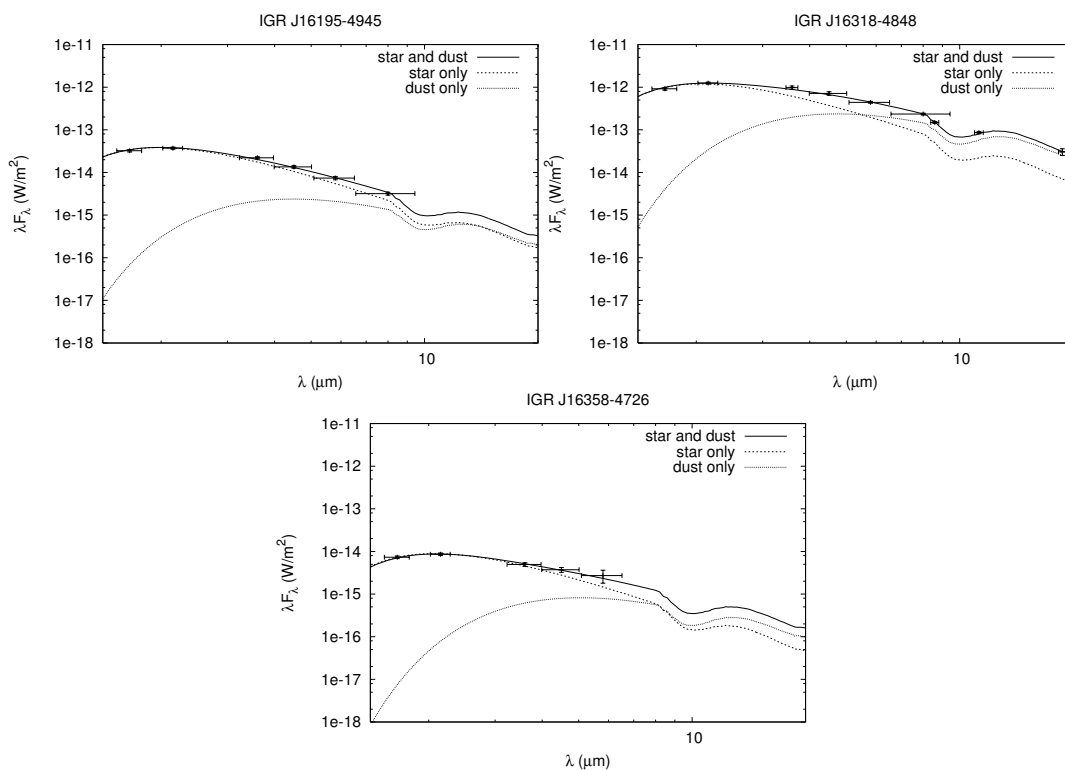 IGR J16195-4945
star and dust
star only
dust only
1e-11
1e-12
1e-13
1e-14
1e-15
1e-16
1e-17
1e-18
λFλ (W/m²)
10
λ (μm)
IGR J16318-4848
star and dust
star only
dust only
1e-11
1e-12
1e-13
1e-14
1e-15
1e-16
1e-17
1e-18
λFλ (W/m²)
10
λ (μm)
IGR J16358-4726
star and dust
star only
dust only
1e-11
1e-12
1e-13
1e-14
1e-15
1e-16
1e-17
1e-18
λFλ (W/m²)
10
λ (μm)